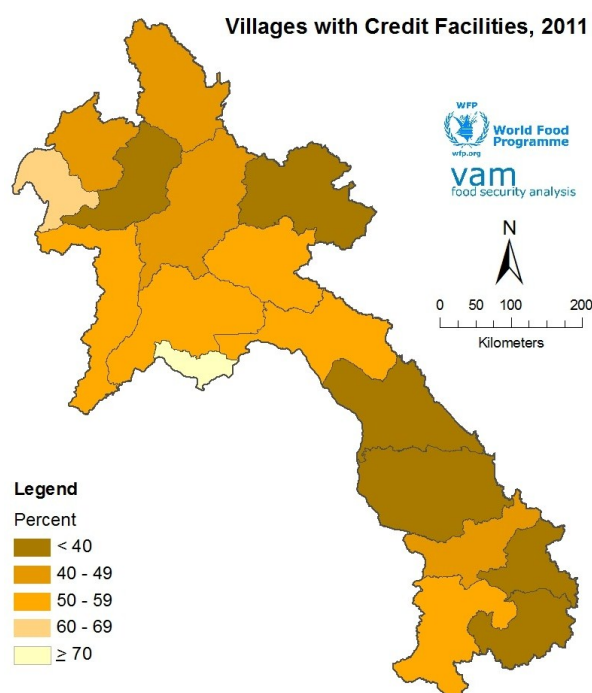 Villages with Credit Facilities, 2011
WFP
wfp.org
World Food
Programme
vam
food security analysis
N
0 50 100 200
Kilometers
Legend
Percent
< 40
40 - 49
50 - 59
60 - 69
≥ 70